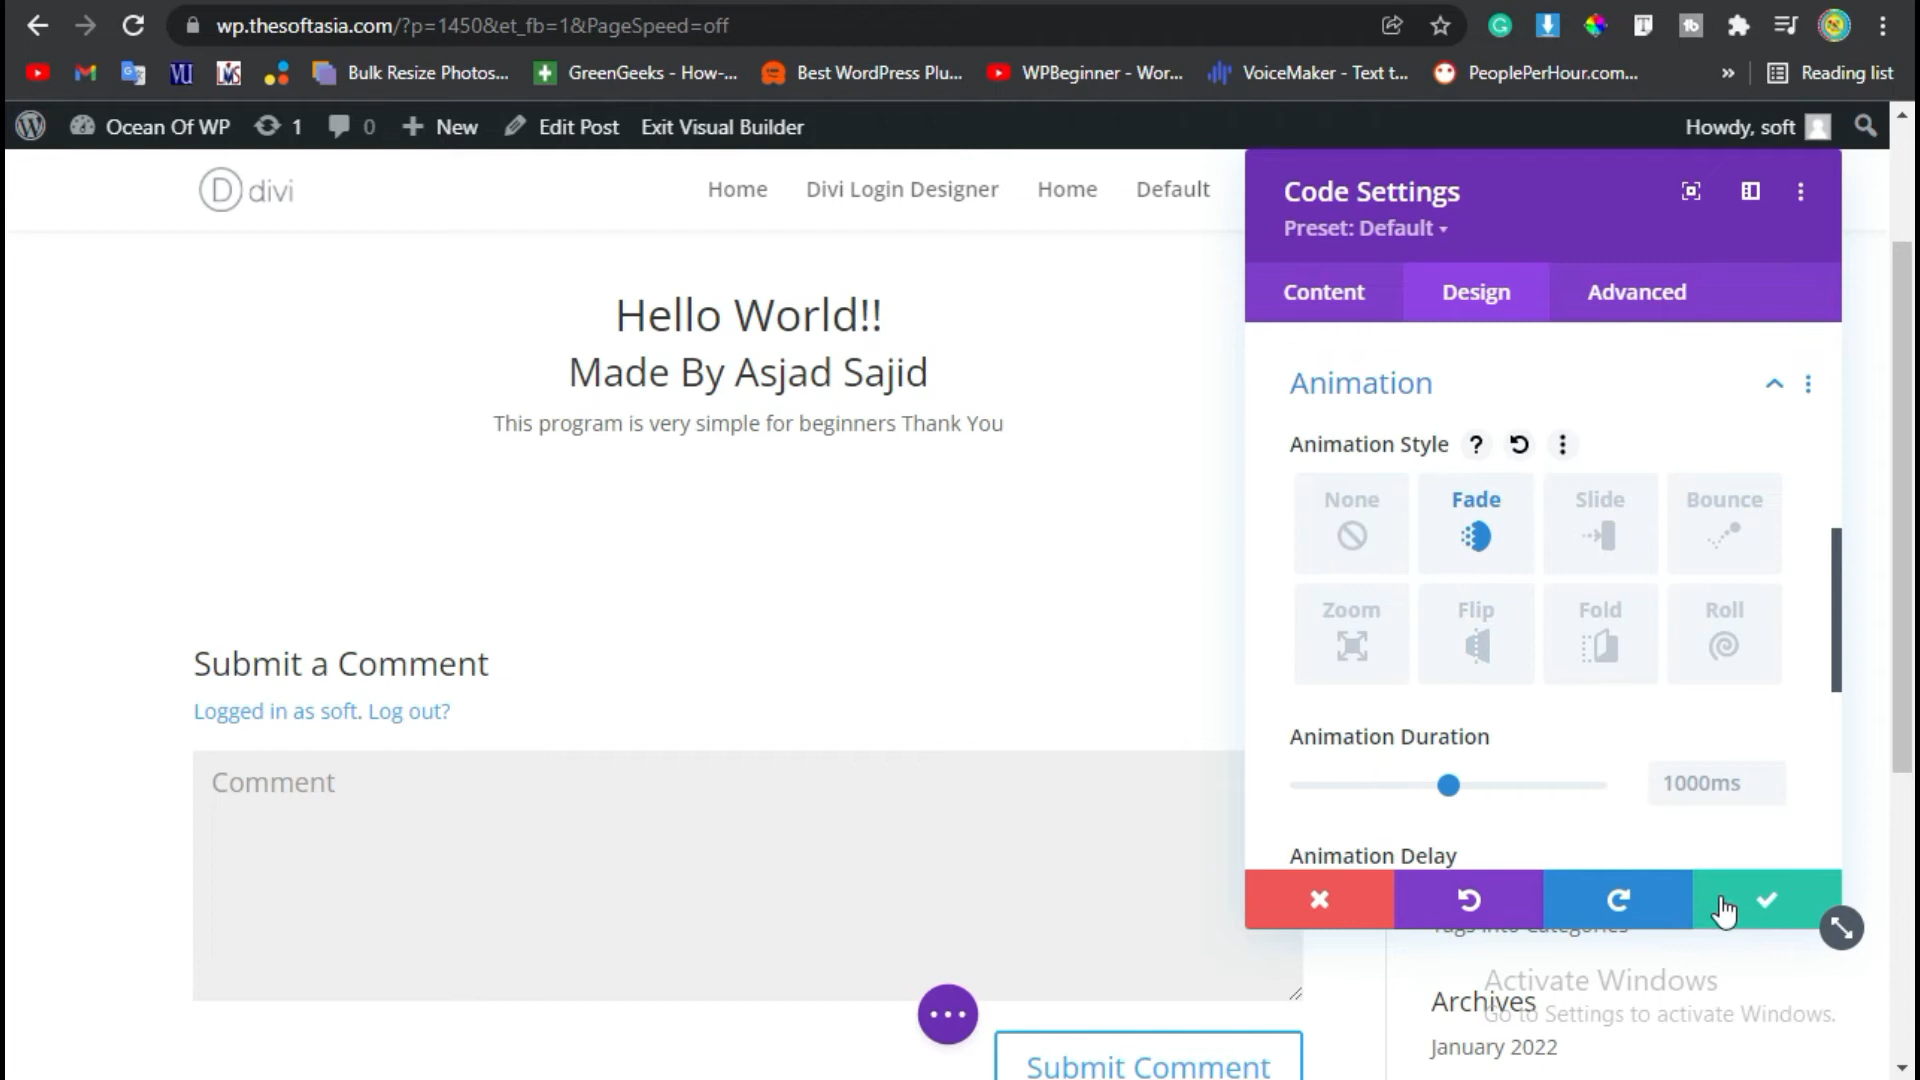 wp.thesoftasia.com/?p=1450&et_fb=1&PageSpeed=off
Bulk Resize Photos...
GreenGeeks - How-...
Best WordPress Plu...
WPBeginner - Wor...
VoiceMaker - Text t...
PeoplePerHour.com...
»
Reading list
Ocean Of WP
1
0
New
Edit Post
Exit Visual Builder
Howdy, soft
D divi
Home
Divi Login Designer
Home
Default
Code Settings
Preset: Default
Content
Design
Advanced
Hello World!!
Made By Asjad Sajid
This program is very simple for beginners Thank You
Animation
Animation Style ?
None
Fade
Slide
Bounce
Zoom
Flip
Fold
Roll
Animation Duration
1000ms
Animation Delay
Submit a Comment
Logged in as soft. Log out?
Comment
Submit Comment
Tags into Categories
Activate Windows
Go to Settings to activate Windows.
Archives
January 2022